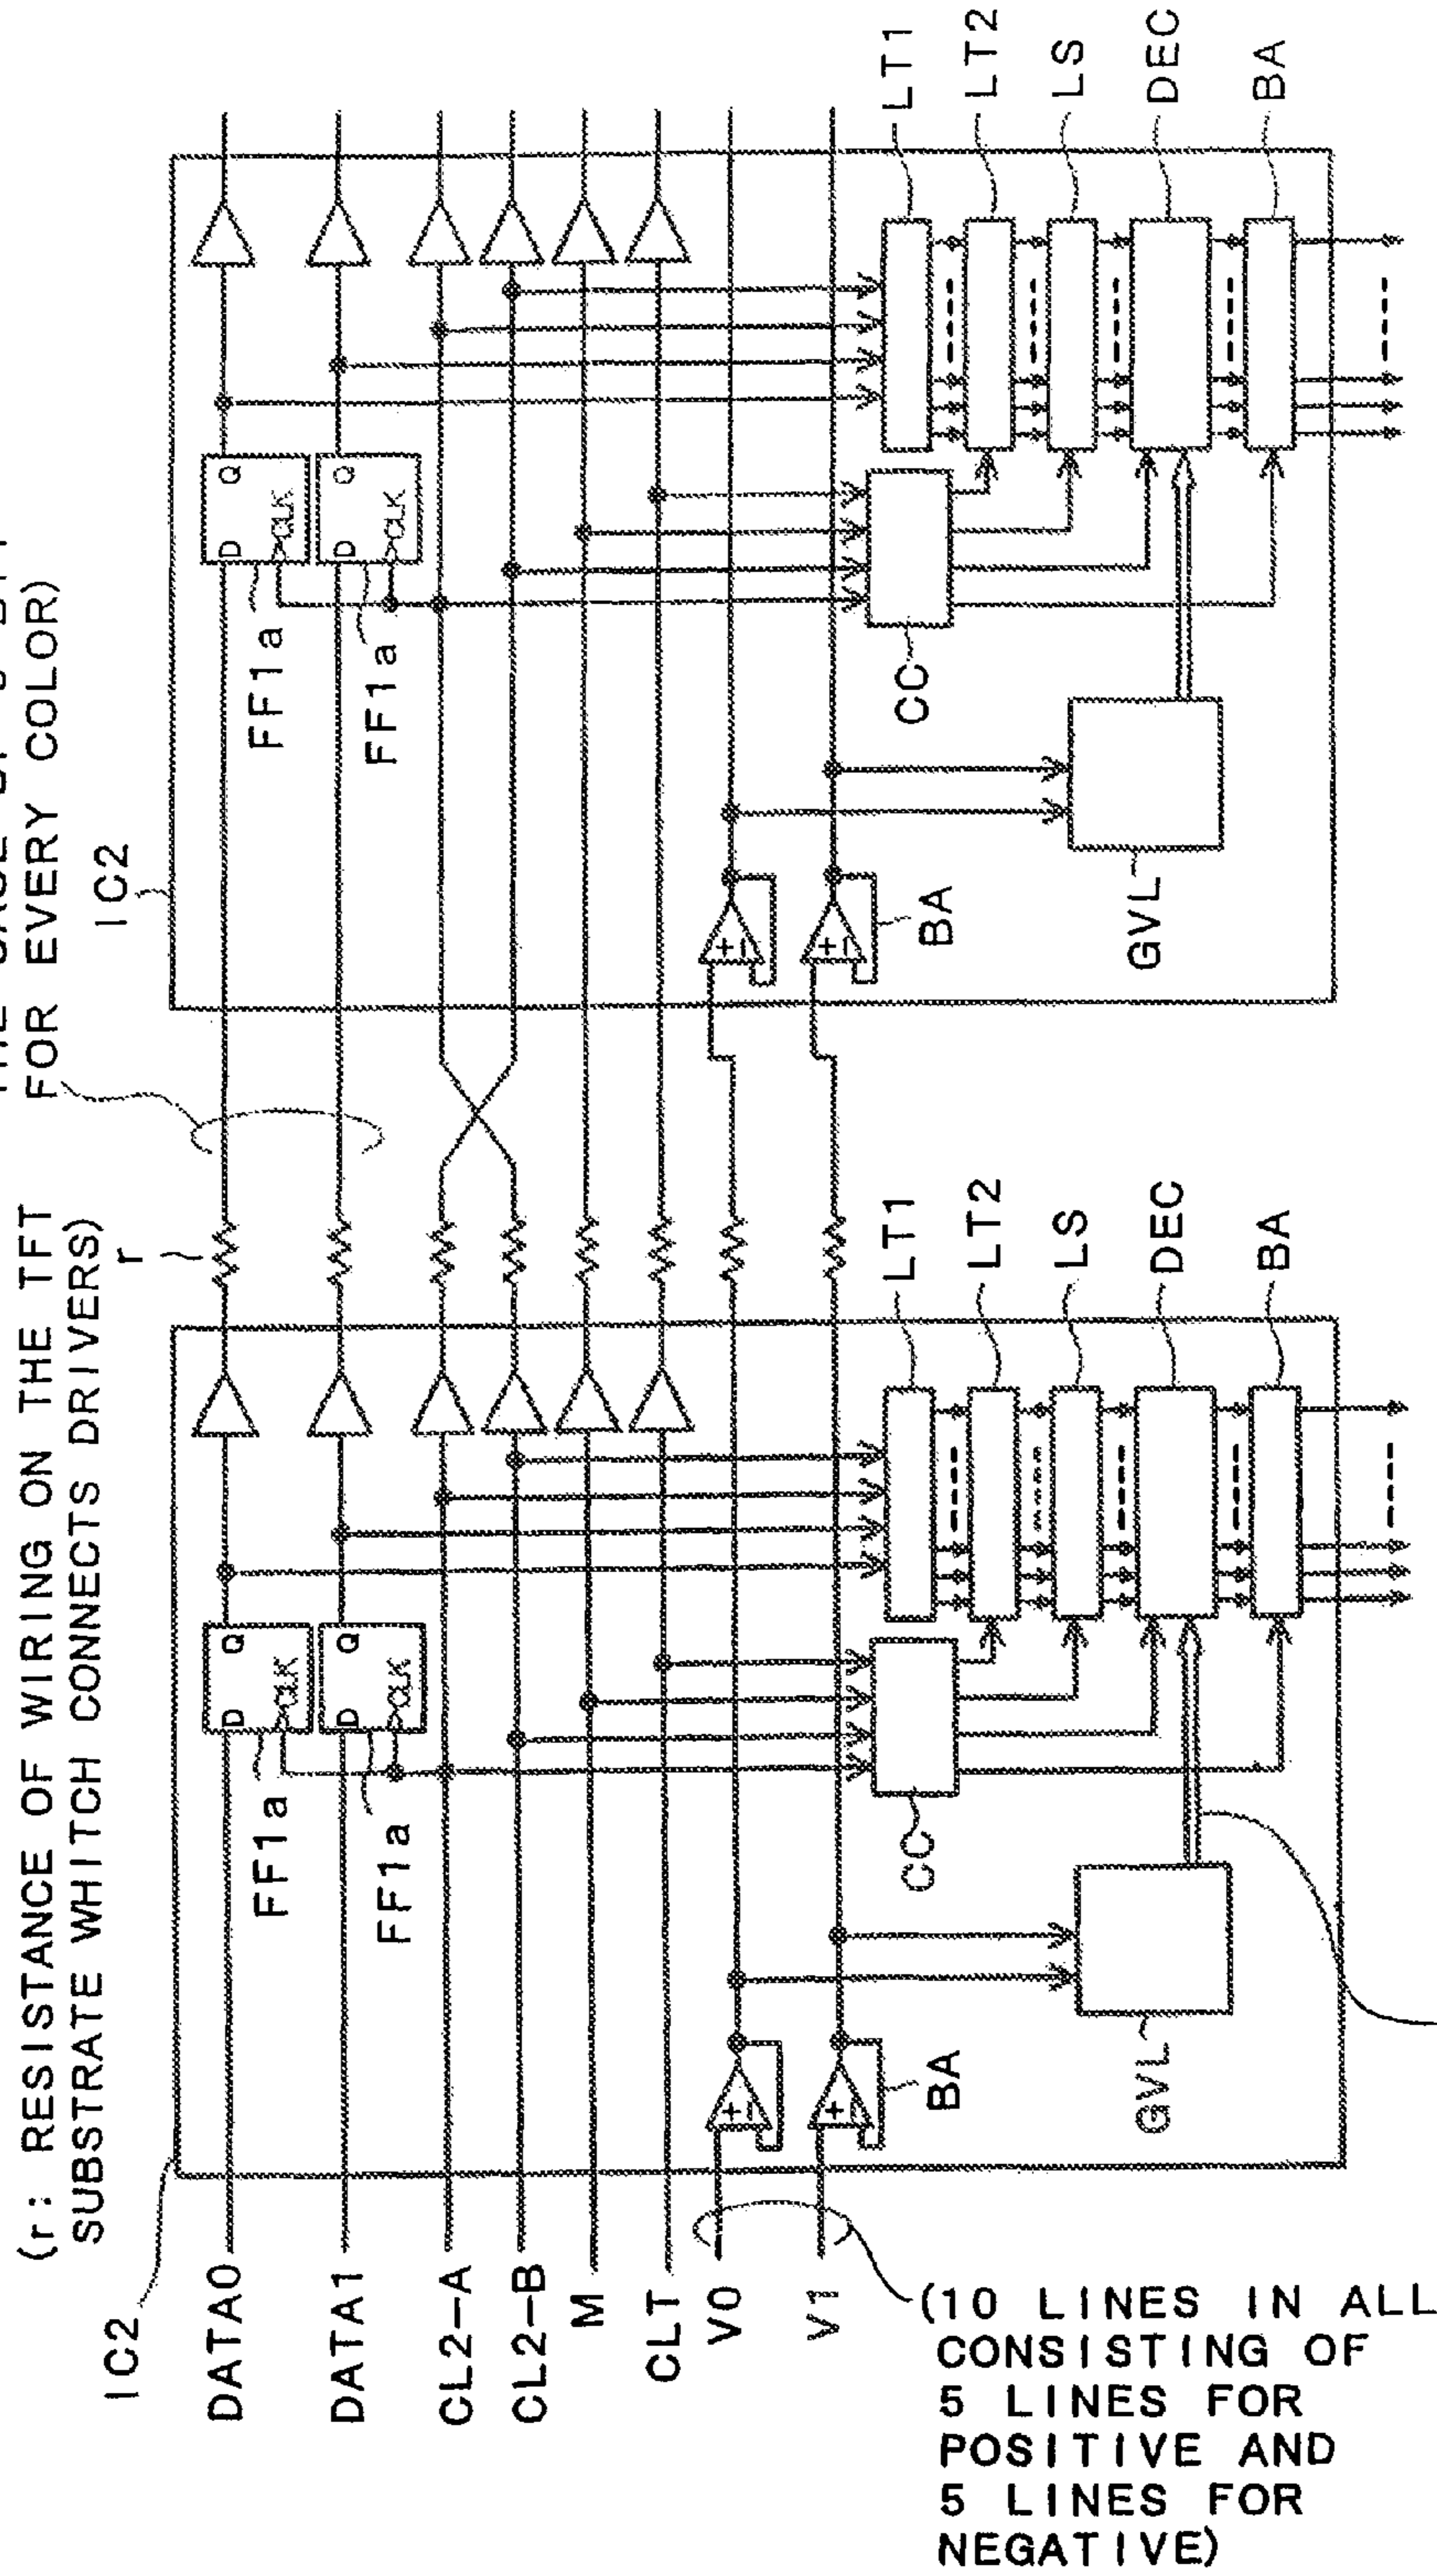 FOR EVERY COLOR)
(r: RESISTANCE OF WIRING ON THE TFT
SUBSTRATE WHITCH CONNECTS DRIVERS)
r
IC2
IC2
DATA0
DATA1
CL2-A
CL2-B
M
CLT
V0
V1
D
Q
CLK
FF1a
D
Q
CLK
FF1a
+
-
+
-
BA
GVL
CC
LT1
LT2
LS
DEC
BA
D
Q
CLK
FF1a
D
Q
CLK
FF1a
+
-
+
-
BA
GVL
CC
LT1
LT2
LS
DEC
BA
(10 LINES IN ALL
CONSISTING OF
5 LINES FOR
POSITIVE AND
5 LINES FOR
NEGATIVE)